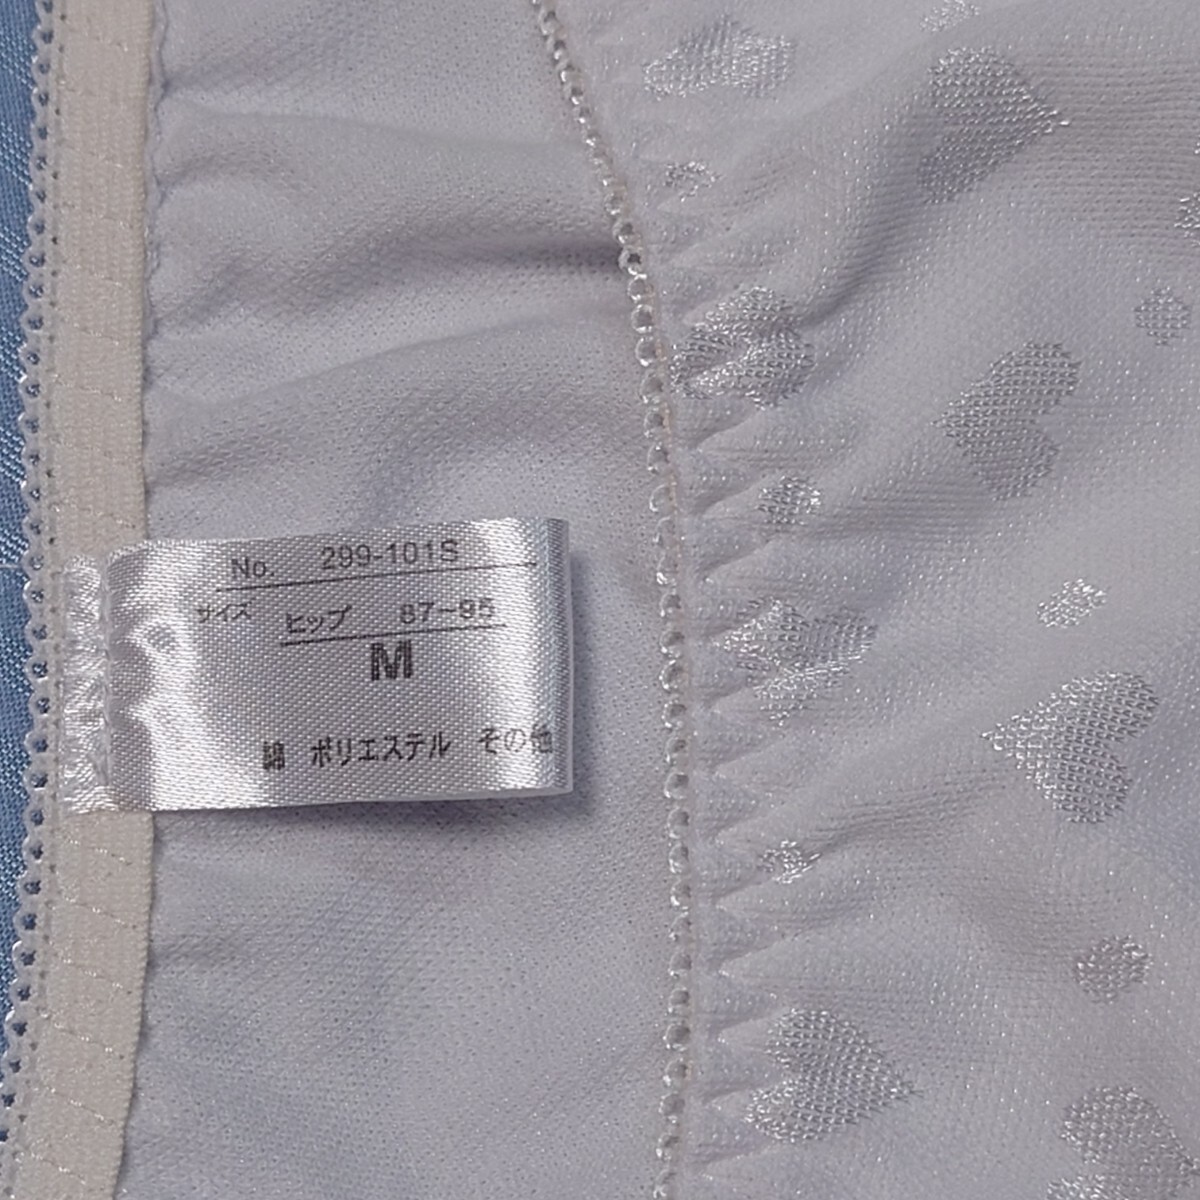 No. 299-101S
サイズ ヒップ 87~95
M
綿 ポリエステル その他